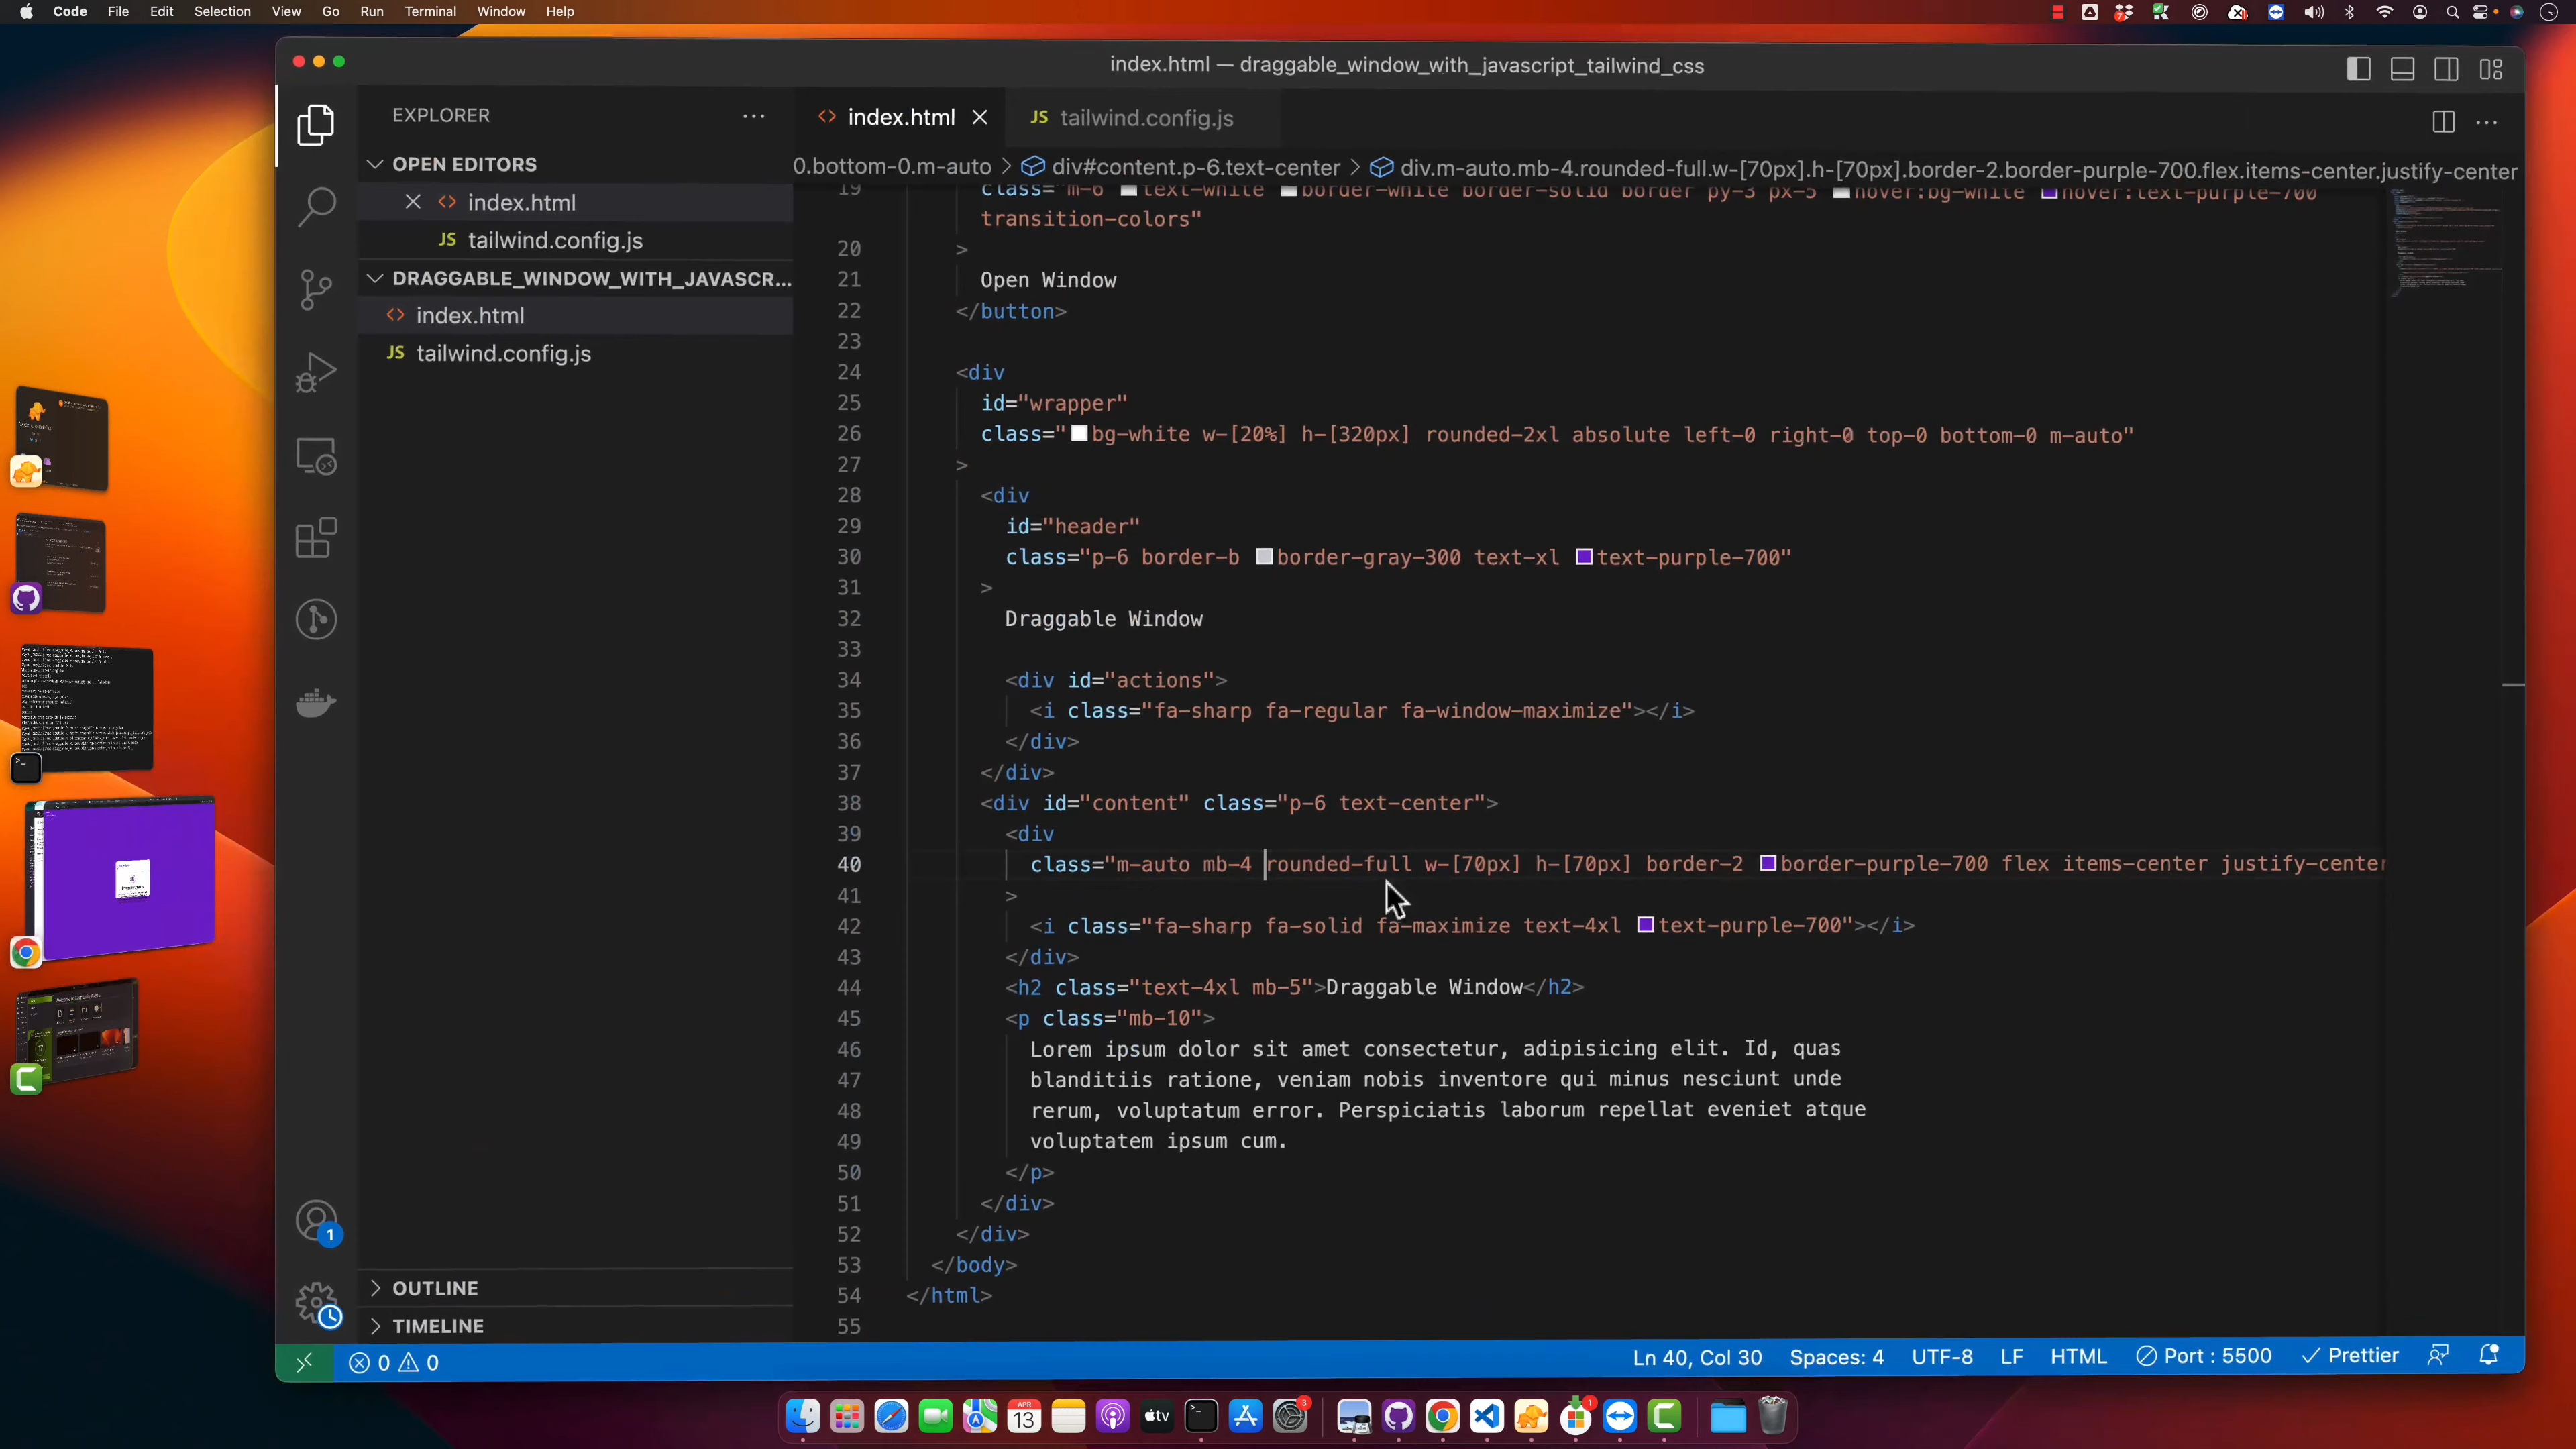 Code File Edit Selection View Go Run Terminal Window Help
index.html — draggable_window_with_javascript_tailwind_css
EXPLORER
OPEN EDITORS
index.html
JS tailwind.config.js
DRAGGABLE_WINDOW_WITH_JAVASCR...
index.html
JS tailwind.config.js
OUTLINE
TIMELINE
index.html
JS tailwind.config.js
0.bottom-0.m-auto > div#content.p-6.text-center > div.m-auto.mb-4.rounded-full.w-[70px].h-[70px].border-2.border-purple-700.flex.items-center.justify-center
19 class="m-6 text-white border-white border-solid border py-3 px-5 hover:bg-white hover:text-purple-700
transition-colors"
20 >
21 Open Window
22 </button>
23
24 <div
25 id="wrapper"
26 class=" bg-white w-[20%] h-[320px] rounded-2xl absolute left-0 right-0 top-0 bottom-0 m-auto"
27 >
28 <div
29 id="header"
30 class="p-6 border-b border-gray-300 text-xl text-purple-700"
31 >
32 Draggable Window
33
34 <div id="actions">
35 <i class="fa-sharp fa-regular fa-window-maximize"></i>
36 </div>
37 </div>
38 <div id="content" class="p-6 text-center">
39 <div
40 class="m-auto mb-4 rounded-full w-[70px] h-[70px] border-2 border-purple-700 flex items-center justify-center
41 >
42 <i class="fa-sharp fa-solid fa-maximize text-4xl text-purple-700"></i>
43 </div>
44 <h2 class="text-4xl mb-5">Draggable Window</h2>
45 <p class="mb-10">
46 Lorem ipsum dolor sit amet consectetur, adipisicing elit. Id, quas
47 blanditiis ratione, veniam nobis inventore qui minus nesciunt unde
48 rerum, voluptatum error. Perspiciatis laborum repellat eveniet atque
49 voluptatem ipsum cum.
50 </p>
51 </div>
52 </div>
53 </body>
54 </html>
55
1
0 0
Ln 40, Col 30 Spaces: 4 UTF-8 LF HTML Port : 5500 Prettier
APR
13
tv
3
1